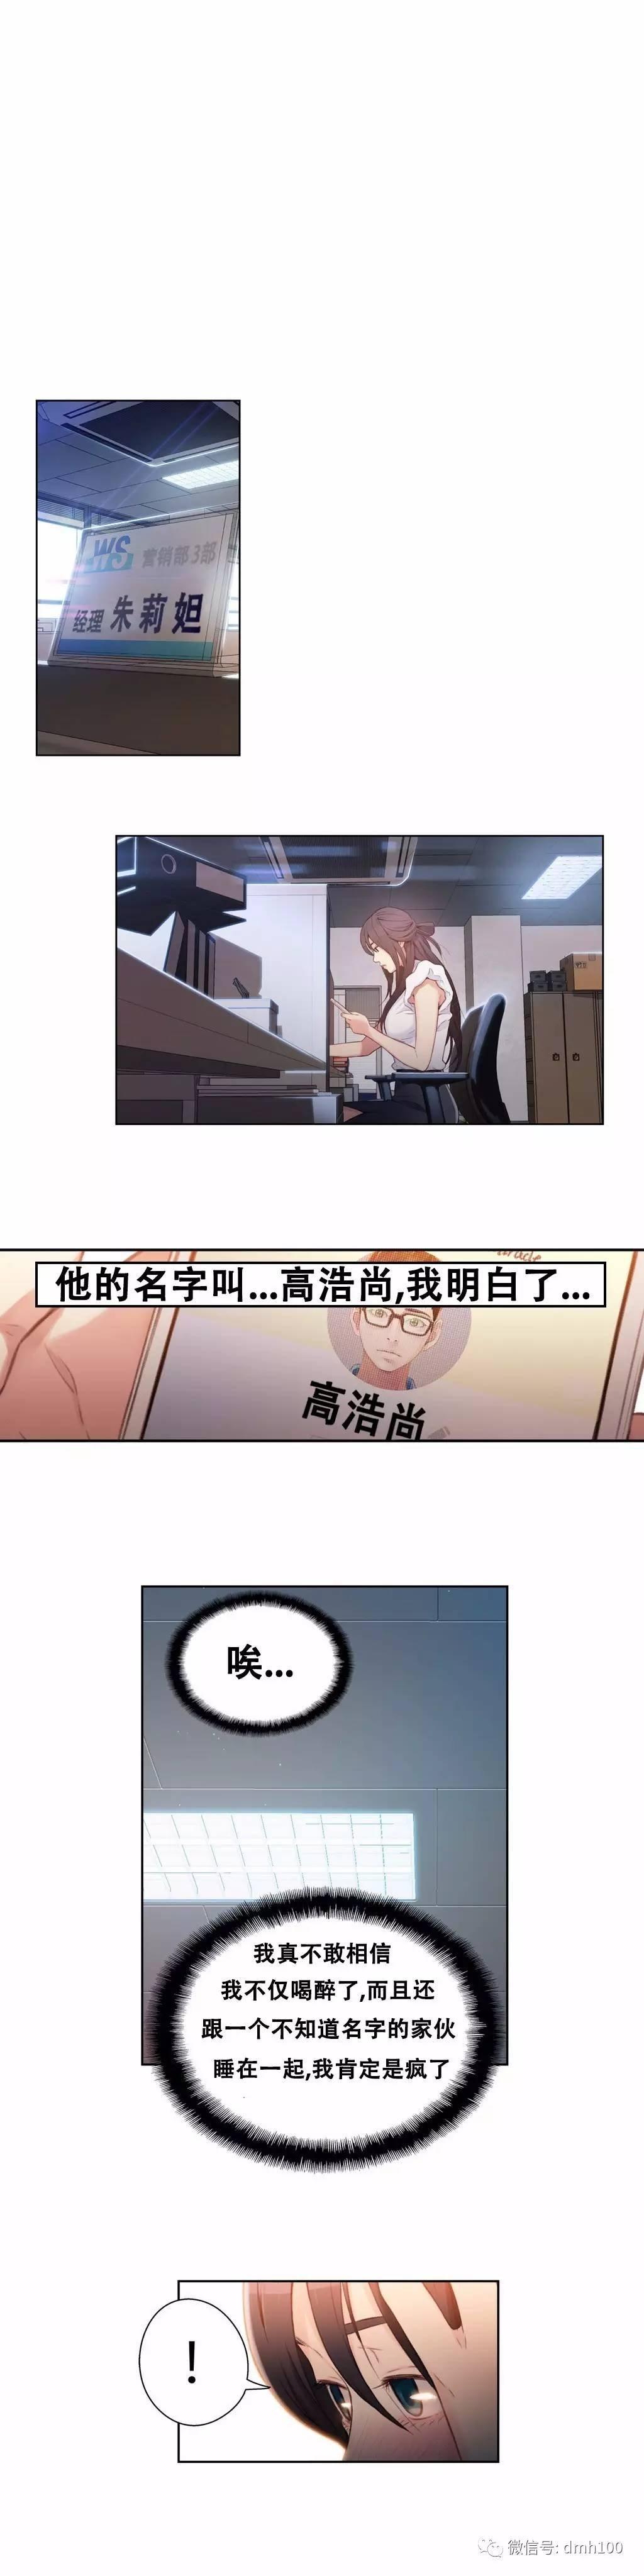 WS 营销部3部
经理 朱莉妲
他的名字叫...高浩尚,我明白了...
高浩尚
唉...
我真不敢相信
我不仅喝醉了,而且还
跟一个不知道名字的家伙
睡在一起,我肯定是疯了
!
微信号: dmh100